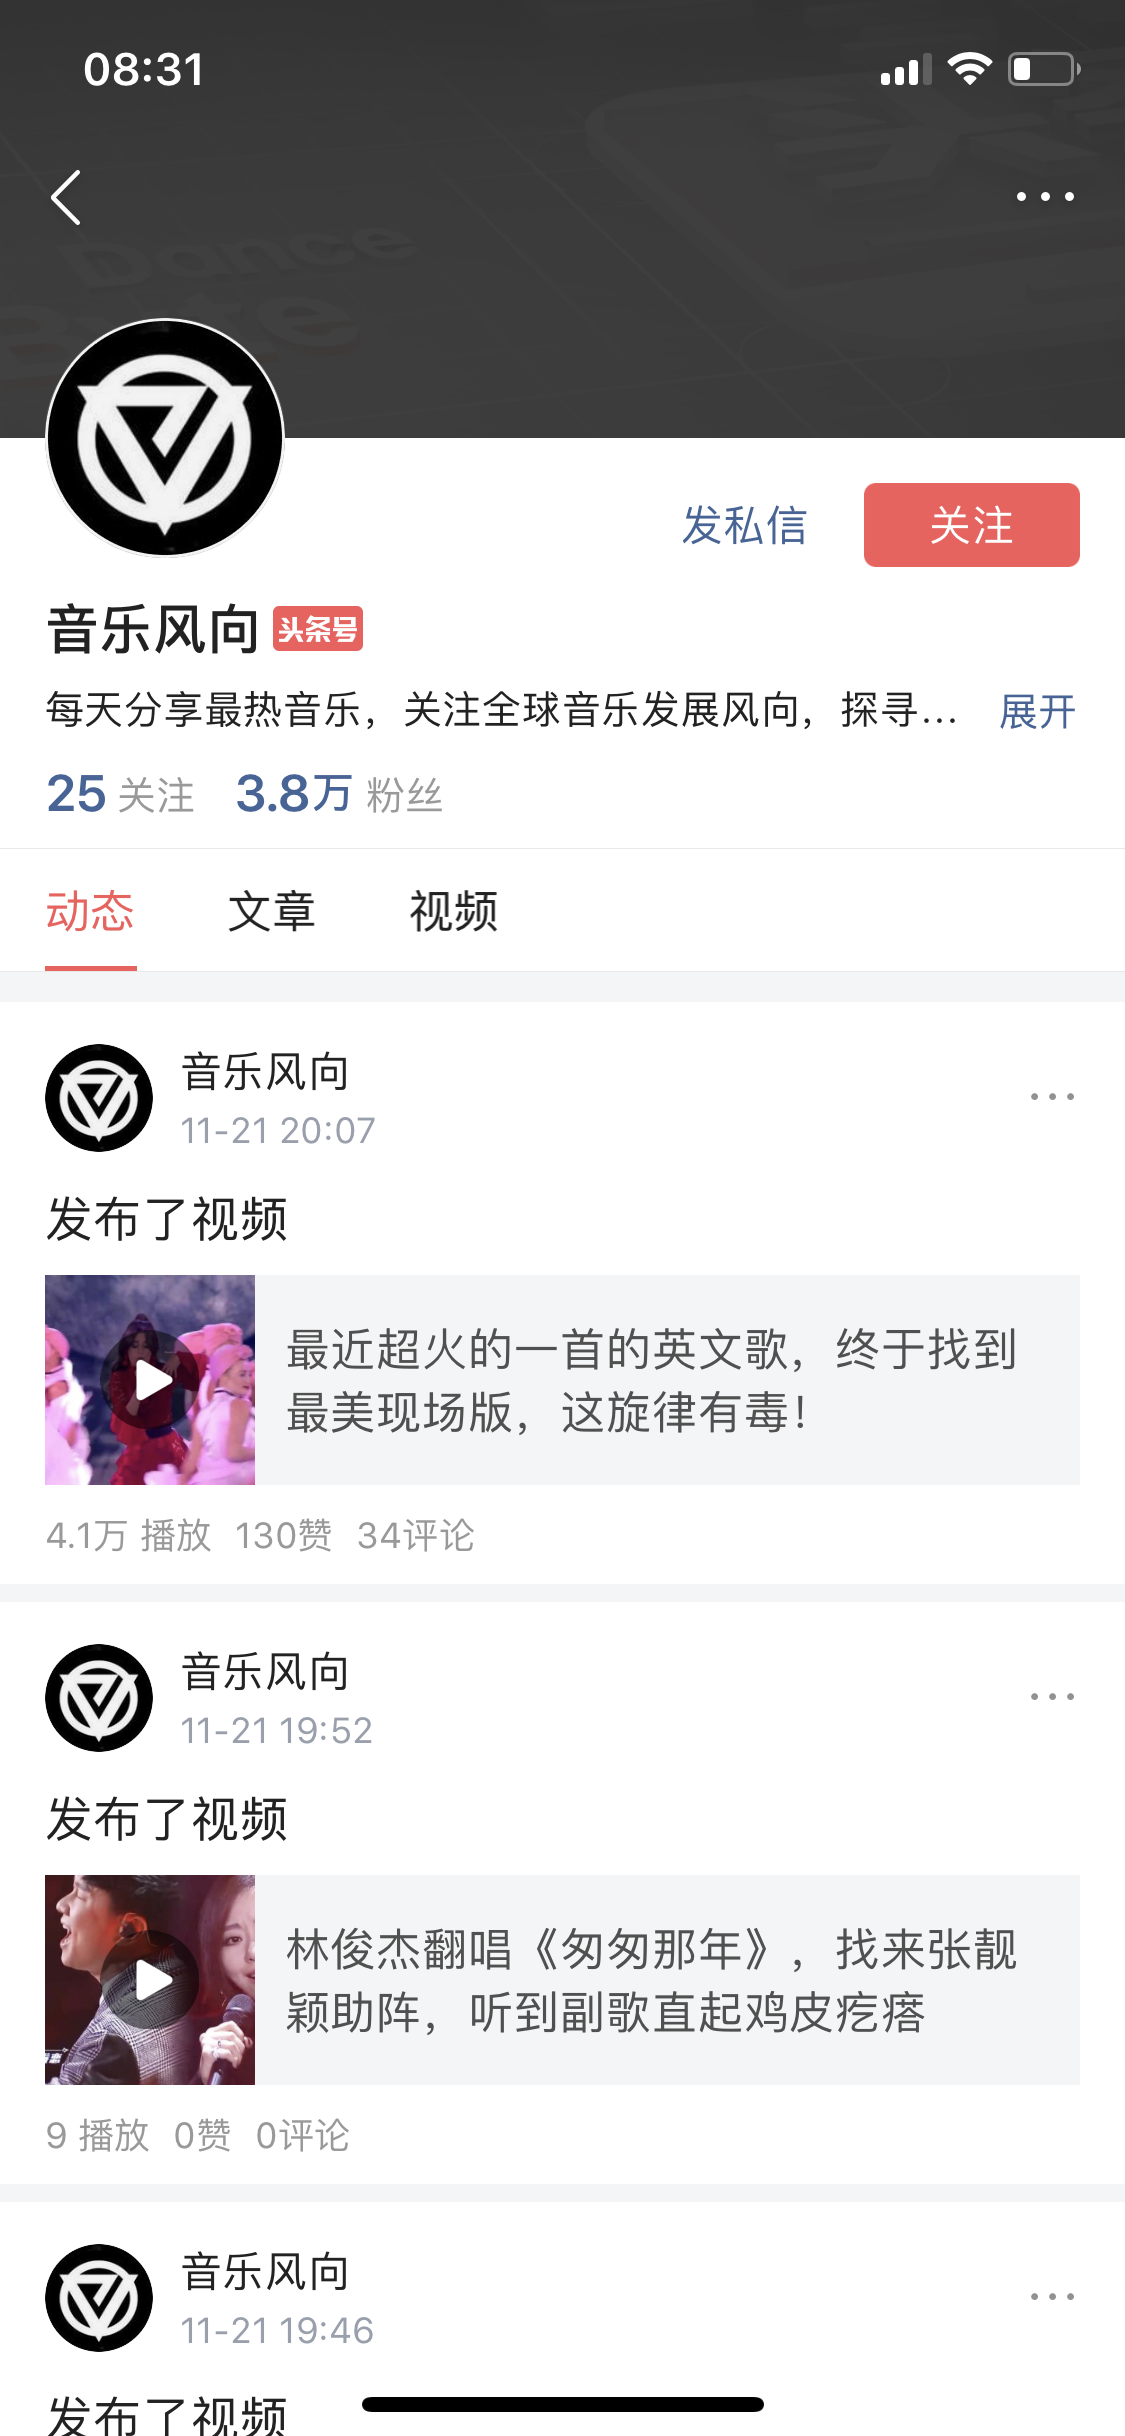 08:31
Dance
音乐风向 头条号
发私信
关注
每天分享最热音乐，关注全球音乐发展风向，探寻... 展开
25 关注 3.8万 粉丝
动态 文章 视频
音乐风向
11-21 20:07
发布了视频
最近超火的一首的英文歌，终于找到
最美现场版，这旋律有毒！
4.1万 播放 130赞 34评论
音乐风向
11-21 19:52
发布了视频
林俊杰翻唱《匆匆那年》，找来张靓
颖助阵，听到副歌直起鸡皮疙瘩
9 播放 0赞 0评论
音乐风向
11-21 19:46
发布了视频